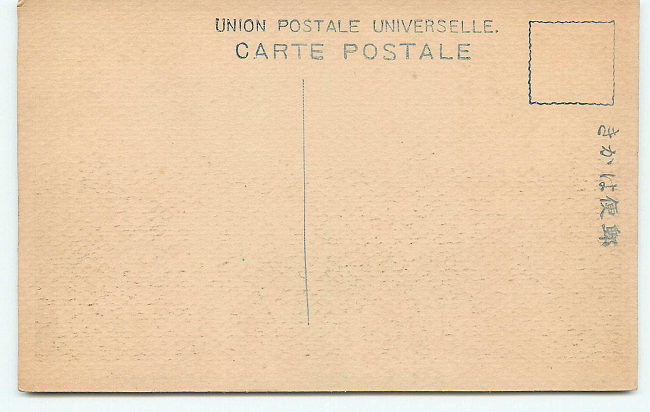 UNION POSTALE UNIVERSELLE.
CARTE POSTALE
きかは便郵